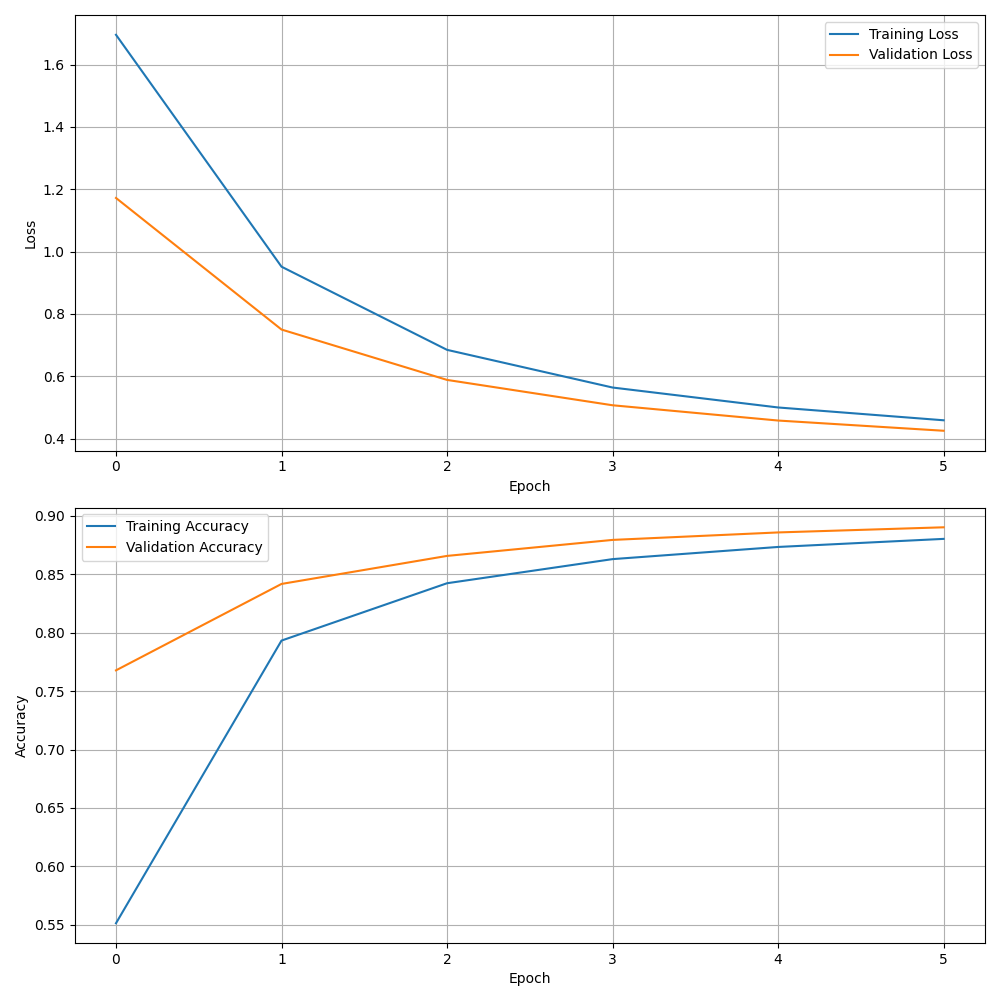 Training Loss
Validation Loss
1.6
1.4
1.2
1.0
0.8
0.6
0.4
Loss
0 1 2 3 4 5
Epoch
Training Accuracy
Validation Accuracy
0.90
0.85
0.80
0.75
0.70
0.65
0.60
0.55
Accuracy
0 1 2 3 4 5
Epoch